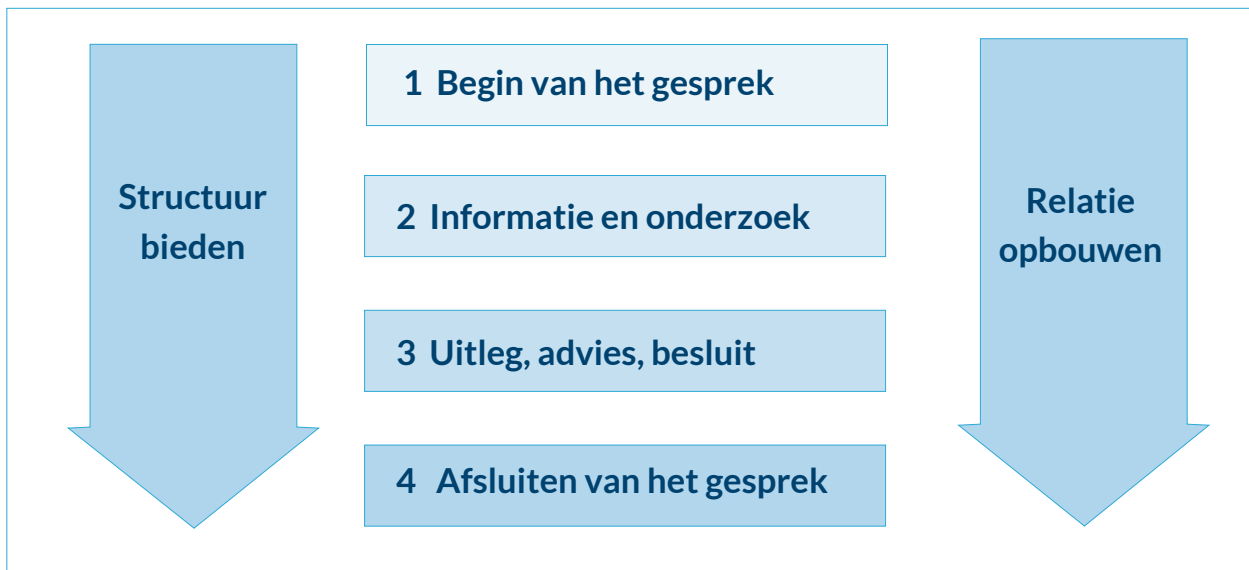 Structuur
bieden
1 Begin van het gesprek
2 Informatie en onderzoek
3 Uitleg, advies, besluit
4 Afsluiten van het gesprek
Relatie
opbouwen